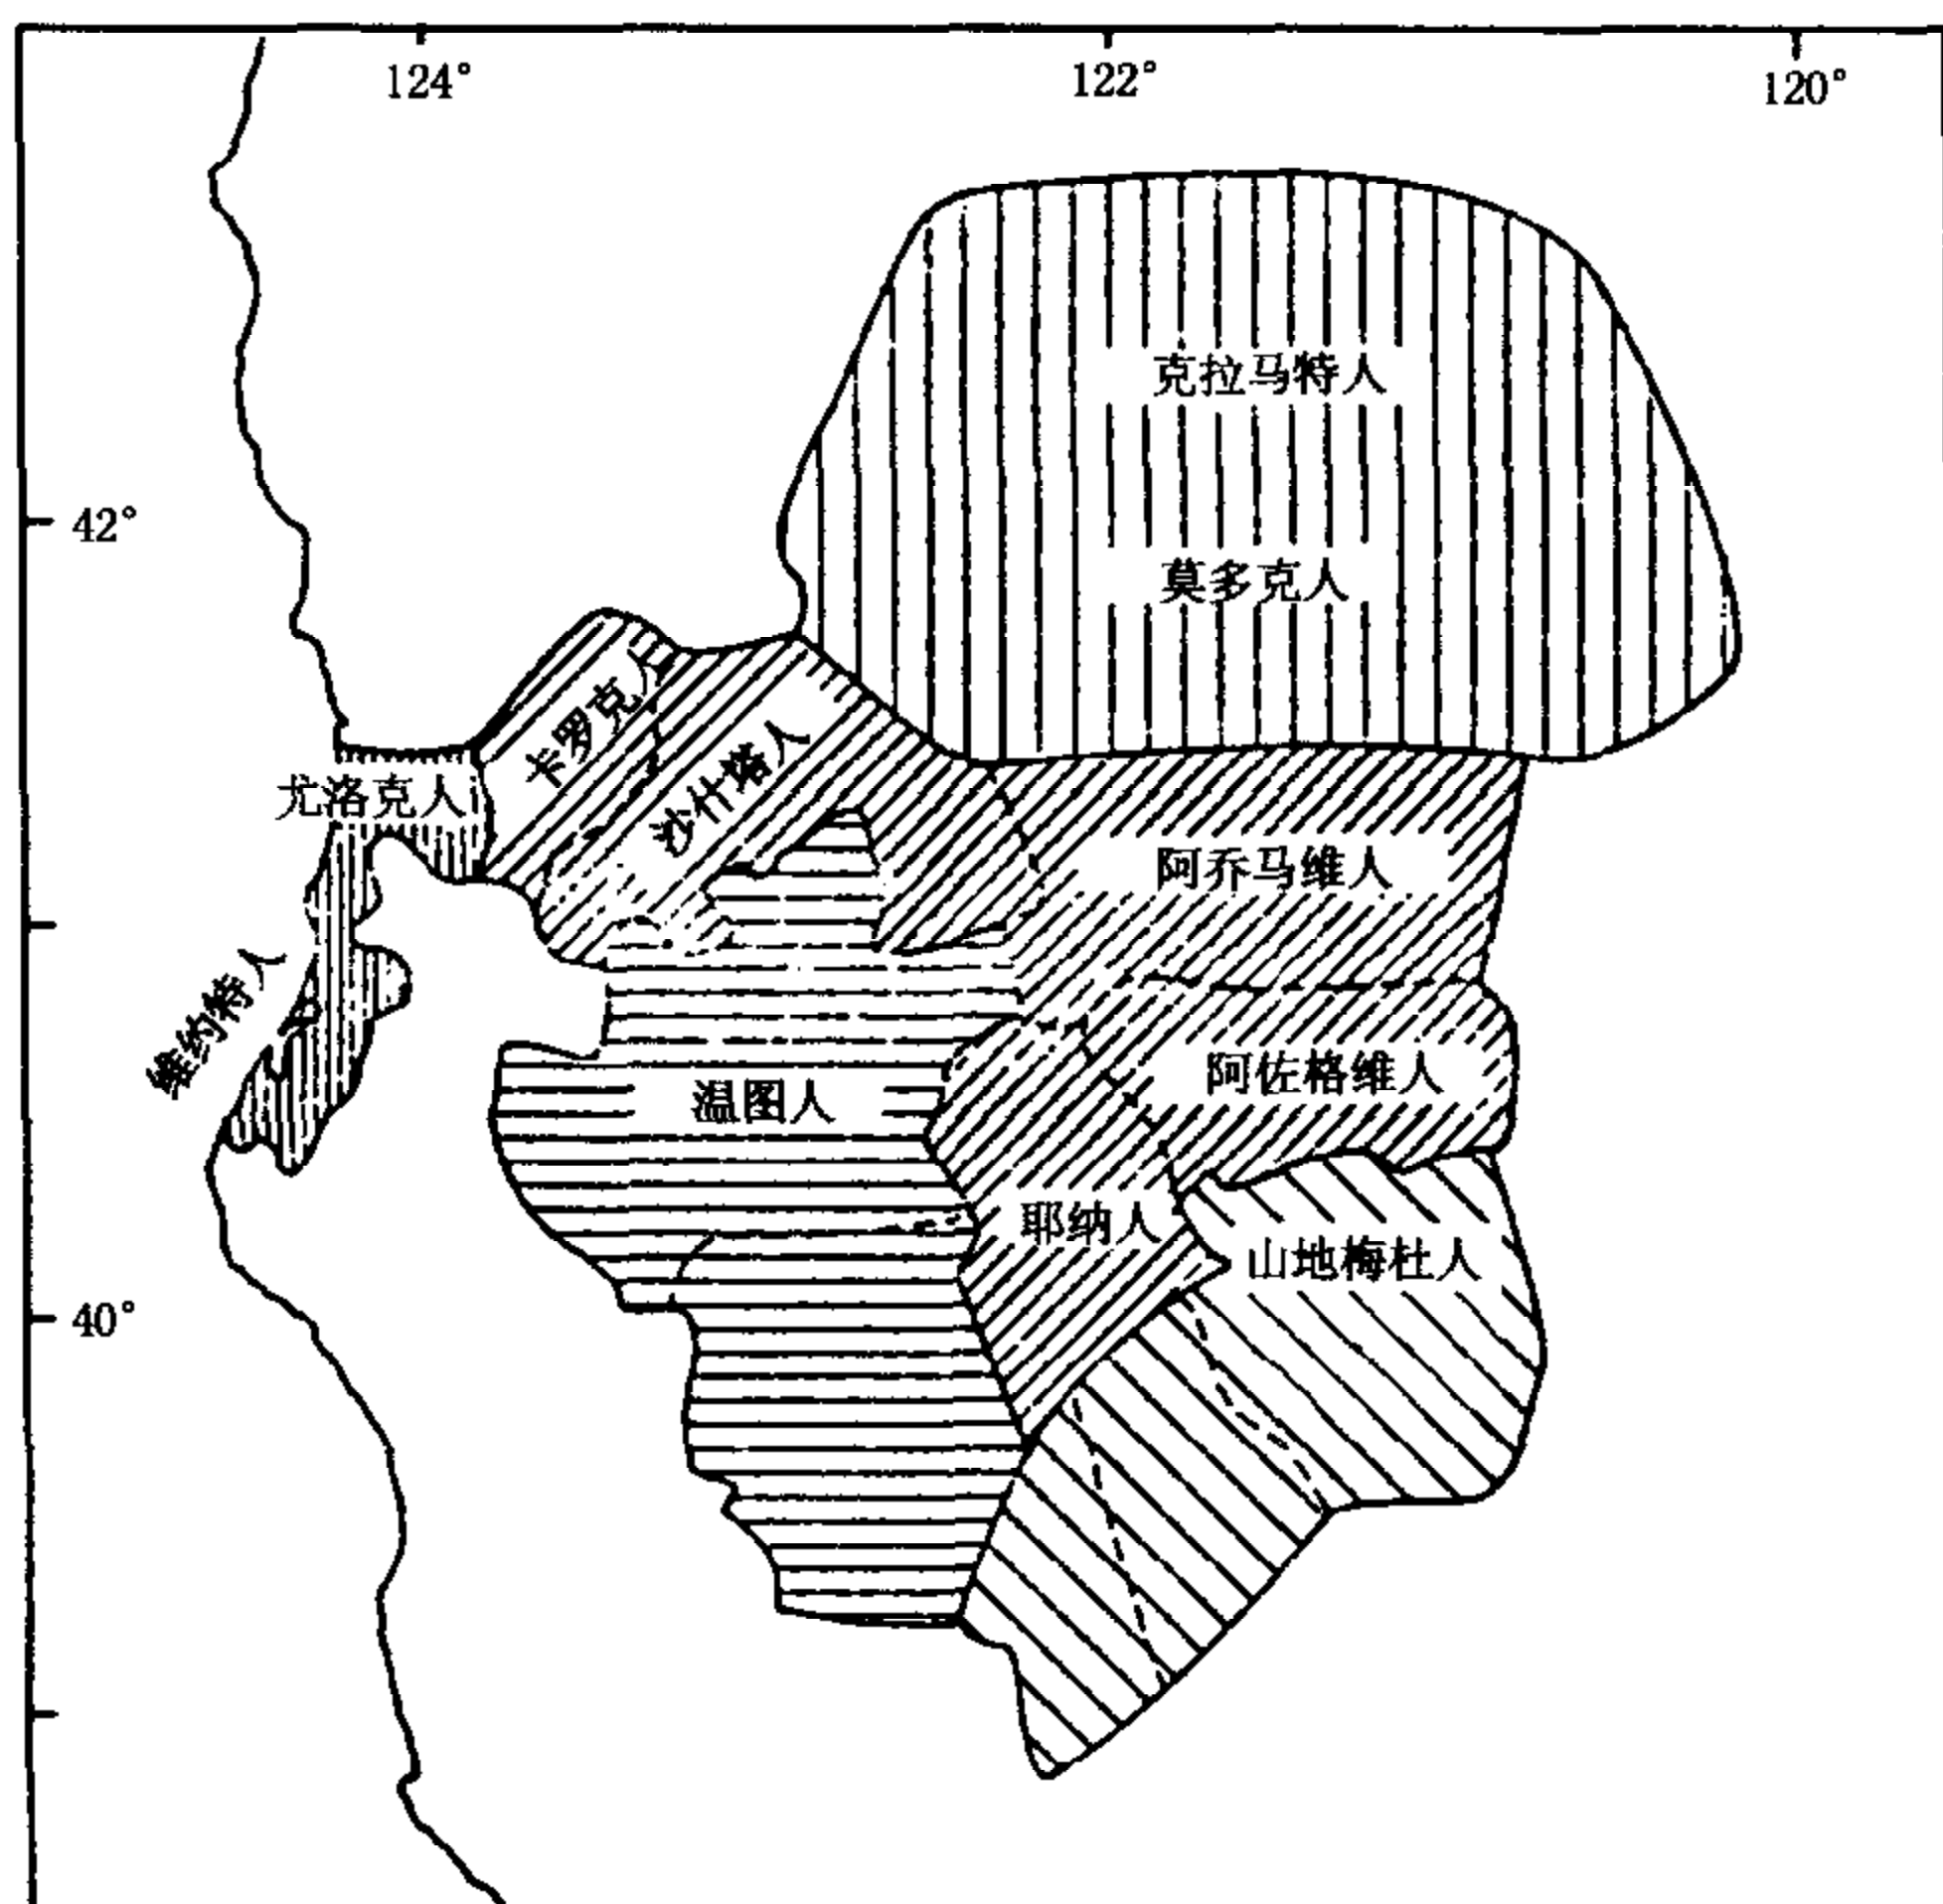 124°
122°
120°
克拉马特人
42°
莫多克人
卡罗克人
沙什塔人
尤洛克人
阿乔马维人
维约特人
阿佐格维人
温图人
耶纳人
山地梅杜人
40°